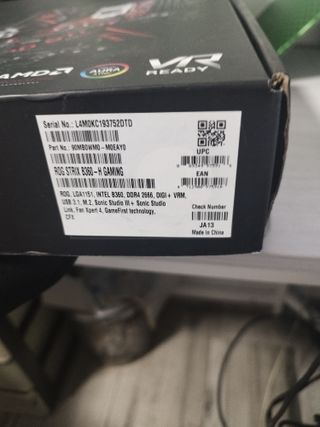 AMD
AURA
VR
READY
Serial No.: L4M0KC193752DTD
Part No.: 90MB0WM0-M0EAY0
UPC
ROG STRIX B360-H GAMING
EAN
ROG, LGA1151, INTEL B360, DDR4 2666, DIGI+ VRM,
USB 3.1, M.2, Sonic Studio III+ Sonic Studio
Link, Fan Xpert 4, GameFirst technology,
CFX
Check Number
JA13
Made in China